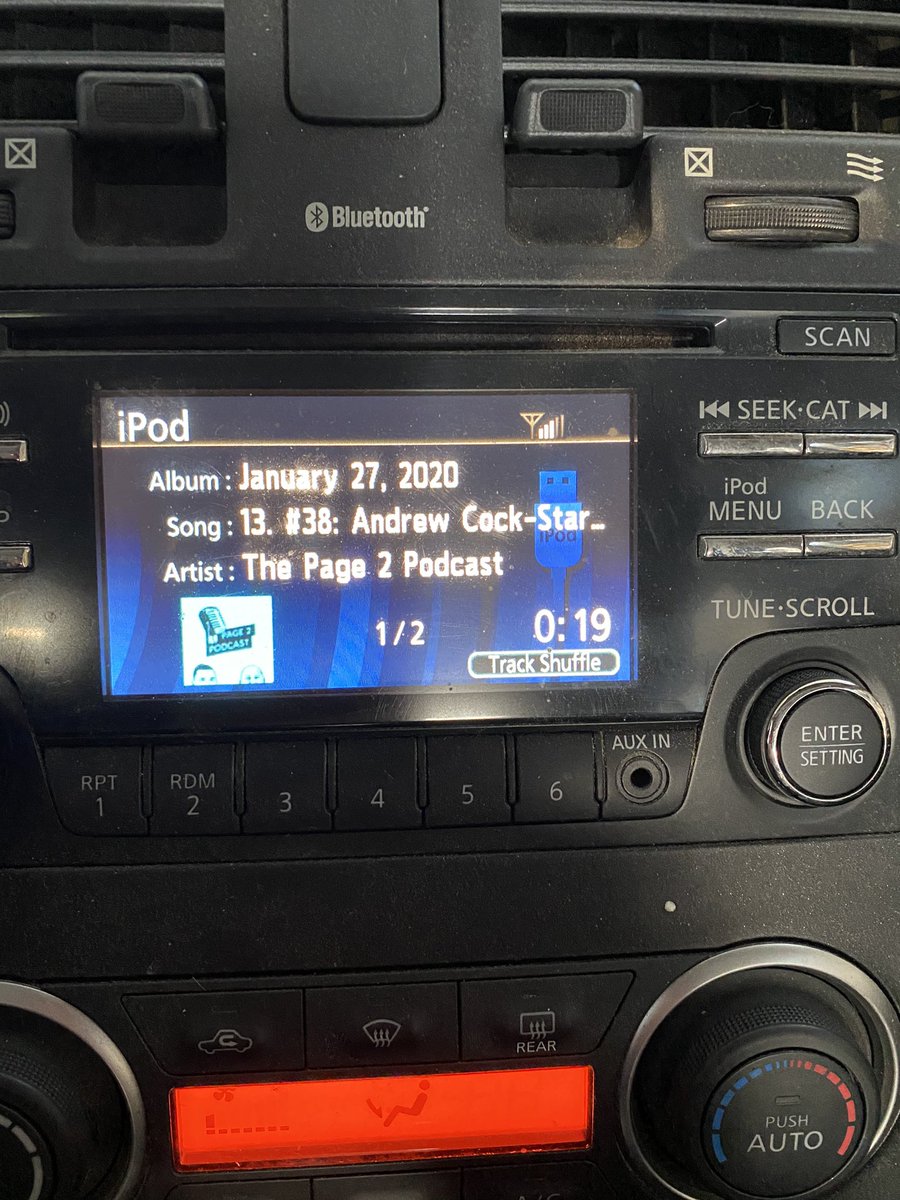 Bluetooth®
SCAN
SEEK·CAT
iPod
MENU
BACK
TUNE·SCROLL
ENTER
SETTING
iPod
Album : January 27, 2020
Song : 13. #38: Andrew Cock-Star…
Artist : The Page 2 Podcast
iPod
PAGE 2
PODCAST
1/2
0:19
Track Shuffle
RPT
1
RDM
2
3
4
5
6
AUX IN
REAR
PUSH
AUTO